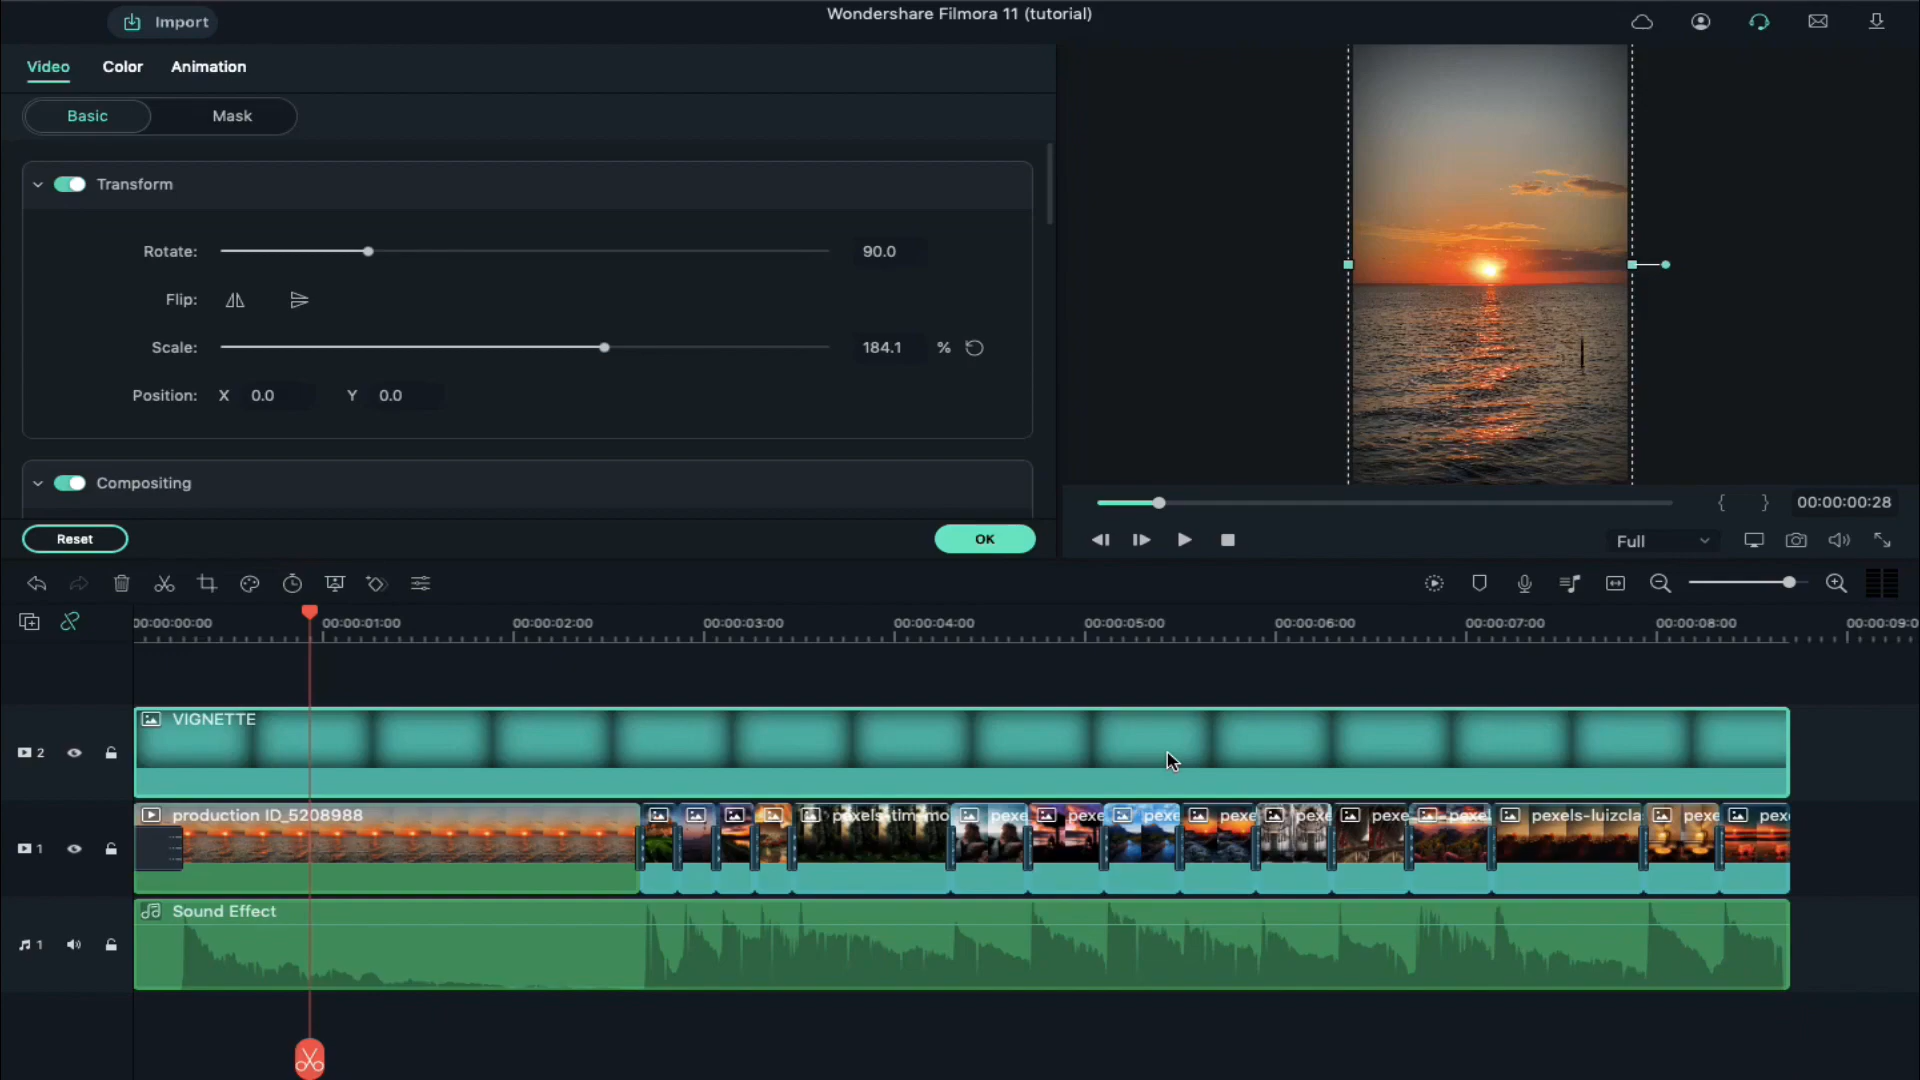 Import
Wondershare Filmora 11 (tutorial)
Video Color Animation
Basic Mask
Transform
Rotate: 90.0
Flip:
Scale: 184.1 %
Position: X 0.0 Y 0.0
Compositing
Reset OK
{ } 00:00:00:28
Full
00:00:00:00 00:00:01:00 00:00:02:00 00:00:03:00 00:00:04:00 00:00:05:00 00:00:06:00 00:00:07:00 00:00:08:00 00:00:09:0
VIGNETTE
2
production ID_5208988 pexels-tim-mo pexe pexe pexe pexe pexe pexe pexel pexels-luizcla pexe pex
1
Sound Effect
1